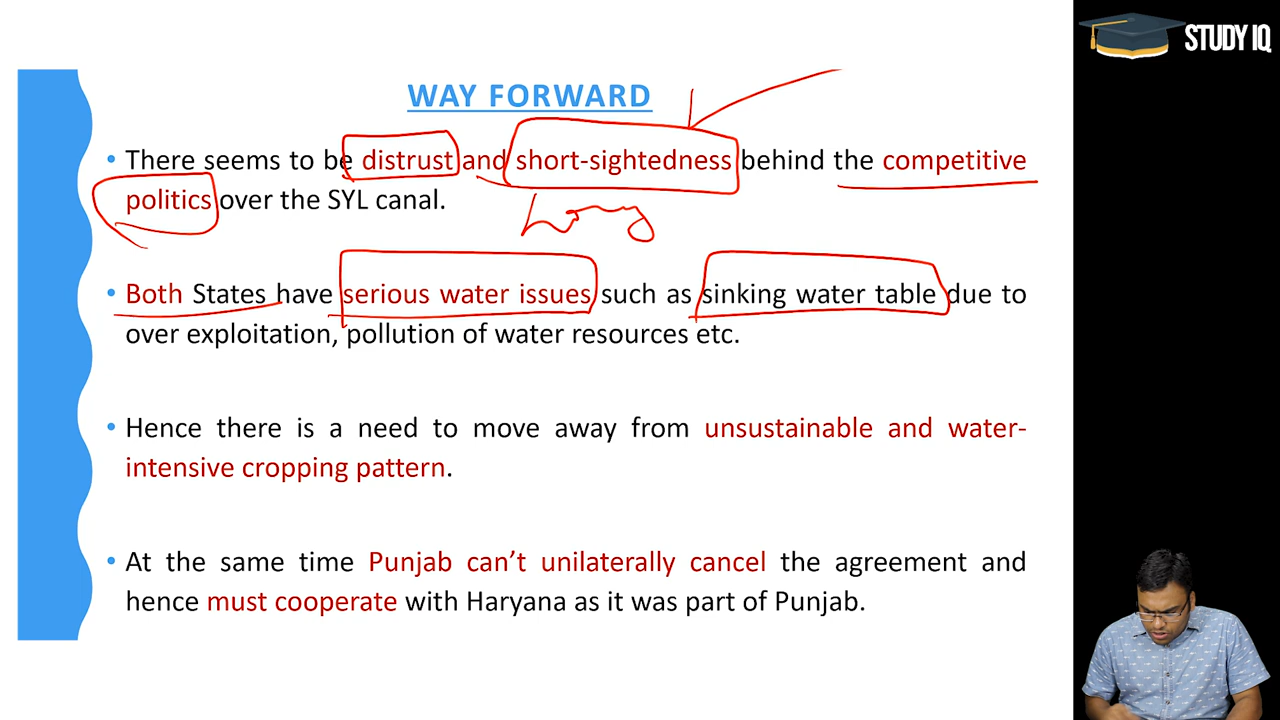 STUDY IQ
WAY FORWARD
• There seems to be distrust and short-sightedness behind the competitive
politics over the SYL canal.
long
• Both States have serious water issues such as sinking water table due to
over exploitation, pollution of water resources etc.
• Hence there is a need to move away from unsustainable and water-
intensive cropping pattern.
• At the same time Punjab can’t unilaterally cancel the agreement and
hence must cooperate with Haryana as it was part of Punjab.